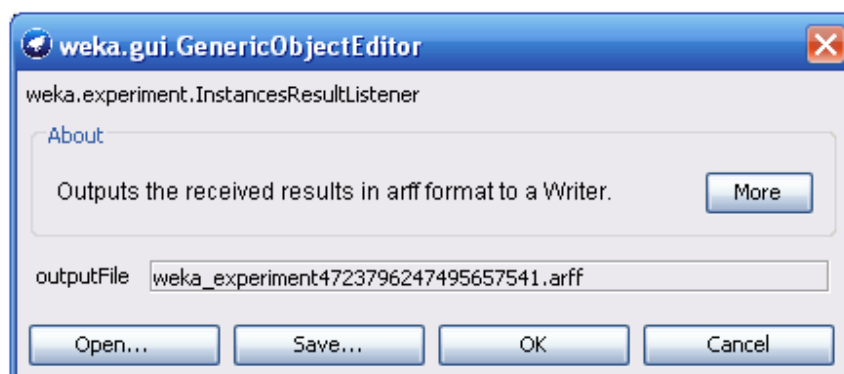 weka.gui.GenericObjectEditor
weka.experiment.InstancesResultListener
About
Outputs the received results in arff format to a Writer.
More
outputFile weka_experiment4723796247495657541.arff
Open... Save... OK Cancel